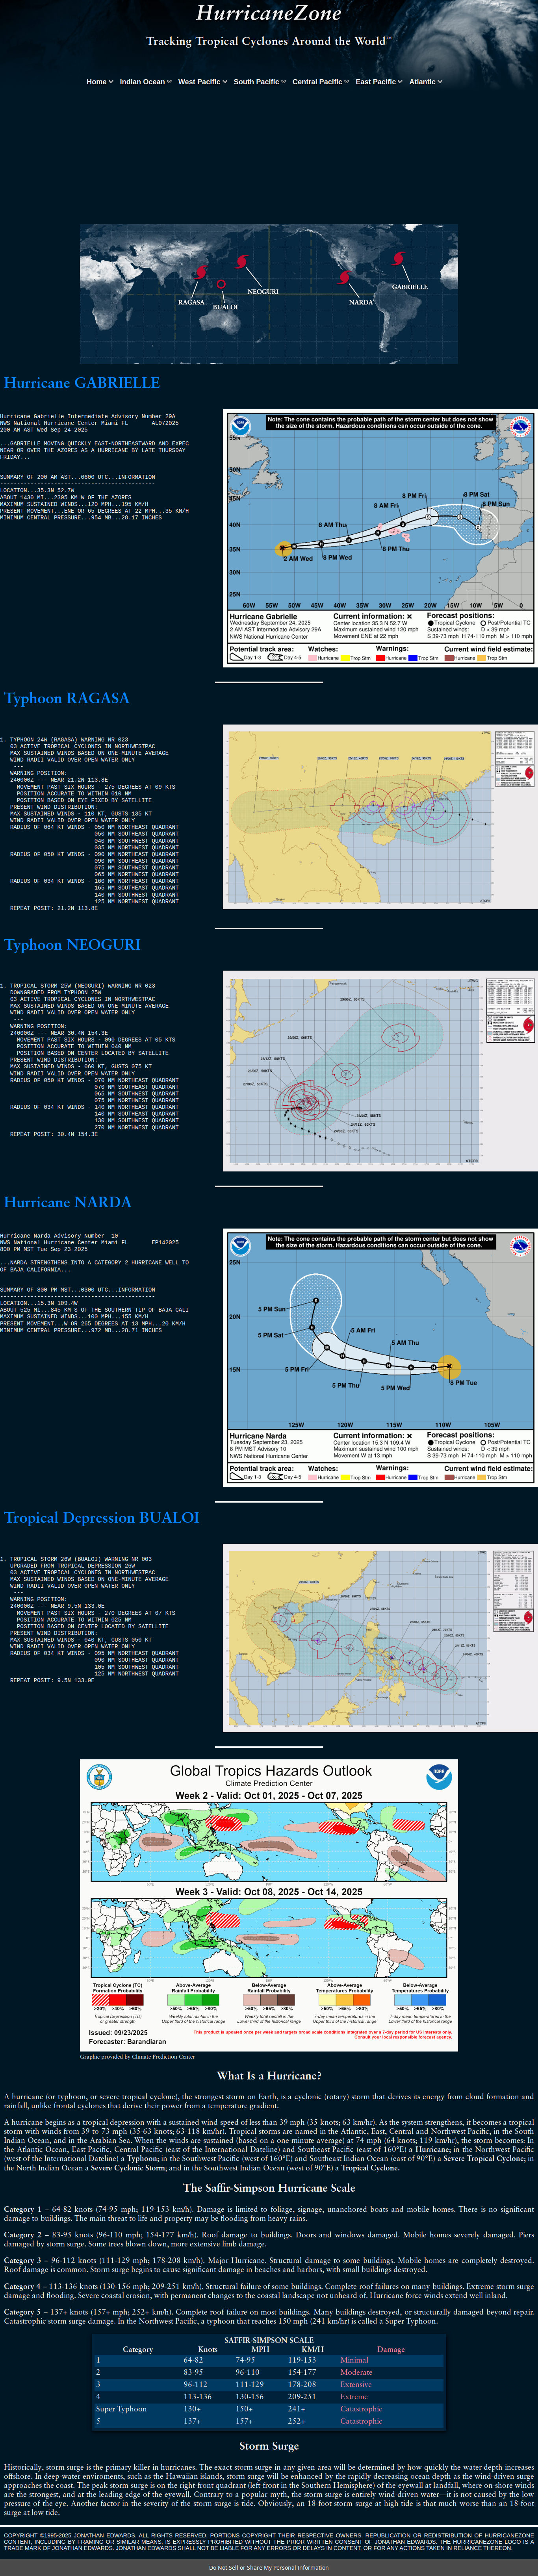 HurricaneZone
Tracking Tropical Cyclones Around the World™
Home Indian Ocean West Pacific South Pacific Central Pacific East Pacific Atlantic
RAGASA
BUALOI
NEOGURI
NARDA
GABRIELLE
Hurricane GABRIELLE
Hurricane Gabrielle Intermediate Advisory Number 29A
NWS National Hurricane Center Miami FL AL072025
200 AM AST Wed Sep 24 2025
...GABRIELLE MOVING QUICKLY EAST-NORTHEASTWARD AND EXPEC
NEAR OR OVER THE AZORES AS A HURRICANE BY LATE THURSDAY
FRIDAY...
SUMMARY OF 200 AM AST...0600 UTC...INFORMATION
----------------------------------------------
LOCATION...35.3N 52.7W
ABOUT 1430 MI...2305 KM W OF THE AZORES
MAXIMUM SUSTAINED WINDS...120 MPH...195 KM/H
PRESENT MOVEMENT...ENE OR 65 DEGREES AT 22 MPH...35 KM/H
MINIMUM CENTRAL PRESSURE...954 MB...28.17 INCHES
Note: The cone contains the probable path of the storm center but does not show
the size of the storm. Hazardous conditions can occur outside of the cone.
55N
50N
45N
40N
35N
30N
25N
8 PM Fri
8 PM Sat
8 AM Fri
8 PM Sun
8 AM Thu
8 PM Thu
8 PM Wed
2 AM Wed
60W 55W 50W 45W 40W 35W 30W 25W 20W 15W 10W 5W 0
Hurricane Gabrielle
Wednesday September 24, 2025
2 AM AST Intermediate Advisory 29A
NWS National Hurricane Center
Current information: ×
Center location 35.3 N 52.7 W
Maximum sustained wind 120 mph
Movement ENE at 22 mph
Forecast positions:
Tropical Cyclone Post/Potential TC
Sustained winds: D < 39 mph
S 39-73 mph H 74-110 mph M > 110 mph
Potential track area: Watches: Warnings: Current wind field estimate:
Day 1-3 Day 4-5 Hurricane Trop Stm Hurricane Trop Stm Hurricane Trop Stm
Typhoon RAGASA
1. TYPHOON 24W (RAGASA) WARNING NR 023
03 ACTIVE TROPICAL CYCLONES IN NORTHWESTPAC
MAX SUSTAINED WINDS BASED ON ONE-MINUTE AVERAGE
WIND RADII VALID OVER OPEN WATER ONLY
---
WARNING POSITION:
240000Z --- NEAR 21.2N 113.8E
MOVEMENT PAST SIX HOURS - 275 DEGREES AT 09 KTS
POSITION ACCURATE TO WITHIN 010 NM
POSITION BASED ON EYE FIXED BY SATELLITE
PRESENT WIND DISTRIBUTION:
MAX SUSTAINED WINDS - 110 KT, GUSTS 135 KT
WIND RADII VALID OVER OPEN WATER ONLY
RADIUS OF 064 KT WINDS - 050 NM NORTHEAST QUADRANT
050 NM SOUTHEAST QUADRANT
040 NM SOUTHWEST QUADRANT
035 NM NORTHWEST QUADRANT
RADIUS OF 050 KT WINDS - 090 NM NORTHEAST QUADRANT
090 NM SOUTHEAST QUADRANT
075 NM SOUTHWEST QUADRANT
065 NM NORTHWEST QUADRANT
RADIUS OF 034 KT WINDS - 160 NM NORTHEAST QUADRANT
165 NM SOUTHEAST QUADRANT
140 NM SOUTHWEST QUADRANT
125 NM NORTHWEST QUADRANT
REPEAT POSIT: 21.2N 113.8E
Typhoon NEOGURI
1. TROPICAL STORM 25W (NEOGURI) WARNING NR 023
DOWNGRADED FROM TYPHOON 25W
03 ACTIVE TROPICAL CYCLONES IN NORTHWESTPAC
MAX SUSTAINED WINDS BASED ON ONE-MINUTE AVERAGE
WIND RADII VALID OVER OPEN WATER ONLY
---
WARNING POSITION:
240000Z --- NEAR 30.4N 154.3E
MOVEMENT PAST SIX HOURS - 090 DEGREES AT 05 KTS
POSITION ACCURATE TO WITHIN 040 NM
POSITION BASED ON CENTER LOCATED BY SATELLITE
PRESENT WIND DISTRIBUTION:
MAX SUSTAINED WINDS - 060 KT, GUSTS 075 KT
WIND RADII VALID OVER OPEN WATER ONLY
RADIUS OF 050 KT WINDS - 070 NM NORTHEAST QUADRANT
070 NM SOUTHEAST QUADRANT
065 NM SOUTHWEST QUADRANT
075 NM NORTHWEST QUADRANT
RADIUS OF 034 KT WINDS - 140 NM NORTHEAST QUADRANT
140 NM SOUTHEAST QUADRANT
130 NM SOUTHWEST QUADRANT
270 NM NORTHWEST QUADRANT
REPEAT POSIT: 30.4N 154.3E
Hurricane NARDA
Hurricane Narda Advisory Number 10
NWS National Hurricane Center Miami FL EP142025
800 PM MST Tue Sep 23 2025
...NARDA STRENGTHENS INTO A CATEGORY 2 HURRICANE WELL TO
OF BAJA CALIFORNIA...
SUMMARY OF 800 PM MST...0300 UTC...INFORMATION
----------------------------------------------
LOCATION...15.3N 109.4W
ABOUT 525 MI...845 KM S OF THE SOUTHERN TIP OF BAJA CALI
MAXIMUM SUSTAINED WINDS...100 MPH...155 KM/H
PRESENT MOVEMENT...W OR 265 DEGREES AT 13 MPH...20 KM/H
MINIMUM CENTRAL PRESSURE...972 MB...28.71 INCHES
Note: The cone contains the probable path of the storm center but does not show
the size of the storm. Hazardous conditions can occur outside of the cone.
25N
20N
15N
5 PM Sun
5 PM Sat
5 AM Fri
5 AM Thu
5 PM Fri
5 PM Thu
5 PM Wed
8 PM Tue
125W 120W 115W 110W 105W
Hurricane Narda
Tuesday September 23, 2025
8 PM MST Advisory 10
NWS National Hurricane Center
Current information: ×
Center location 15.3 N 109.4 W
Maximum sustained wind 100 mph
Movement W at 13 mph
Forecast positions:
Tropical Cyclone Post/Potential TC
Sustained winds: D < 39 mph
S 39-73 mph H 74-110 mph M > 110 mph
Potential track area: Watches: Warnings: Current wind field estimate:
Day 1-3 Day 4-5 Hurricane Trop Stm Hurricane Trop Stm Hurricane Trop Stm
Tropical Depression BUALOI
1. TROPICAL STORM 26W (BUALOI) WARNING NR 003
UPGRADED FROM TROPICAL DEPRESSION 26W
03 ACTIVE TROPICAL CYCLONES IN NORTHWESTPAC
MAX SUSTAINED WINDS BASED ON ONE-MINUTE AVERAGE
WIND RADII VALID OVER OPEN WATER ONLY
---
WARNING POSITION:
240000Z --- NEAR 9.5N 133.0E
MOVEMENT PAST SIX HOURS - 270 DEGREES AT 07 KTS
POSITION ACCURATE TO WITHIN 025 NM
POSITION BASED ON CENTER LOCATED BY SATELLITE
PRESENT WIND DISTRIBUTION:
MAX SUSTAINED WINDS - 040 KT, GUSTS 050 KT
WIND RADII VALID OVER OPEN WATER ONLY
RADIUS OF 034 KT WINDS - 095 NM NORTHEAST QUADRANT
090 NM SOUTHEAST QUADRANT
105 NM SOUTHWEST QUADRANT
125 NM NORTHWEST QUADRANT
REPEAT POSIT: 9.5N 133.0E
Global Tropics Hazards Outlook
Climate Prediction Center
Week 2 - Valid: Oct 01, 2025 - Oct 07, 2025
Week 3 - Valid: Oct 08, 2025 - Oct 14, 2025
Tropical Cyclone (TC) Formation Probability
>20% >40% >60%
Tropical Depression (TD) or greater strength
Above-Average Rainfall Probability
>50% >65% >80%
Weekly total rainfall in the Upper third of the historical range
Below-Average Rainfall Probability
>50% >65% >80%
Weekly total rainfall in the Lower third of the historical range
Above-Average Temperatures Probability
>50% >65% >80%
7-day mean temperatures in the Upper third of the historical range
Below-Average Temperatures Probability
>50% >65% >80%
7-day mean temperatures in the Lower third of the historical range
Issued: 09/23/2025
Forecaster: Barandiaran
This product is updated once per week and targets broad scale conditions integrated over a 7-day period for US interests only.
Consult your local responsible forecast agency.
Graphic provided by Climate Prediction Center
What Is a Hurricane?
A hurricane (or typhoon, or severe tropical cyclone), the strongest storm on Earth, is a cyclonic (rotary) storm that derives its energy from cloud formation and
rainfall, unlike frontal cyclones that derive their power from a temperature gradient.
A hurricane begins as a tropical depression with a sustained wind speed of less than 39 mph (35 knots; 63 km/hr). As the system strengthens, it becomes a tropical
storm with winds from 39 to 73 mph (35-63 knots; 63-118 km/hr). Tropical storms are named in the Atlantic, East, Central and Northwest Pacific, in the South
Indian Ocean, and in the Arabian Sea. When the winds are sustained (based on a one-minute average) at 74 mph (64 knots; 119 km/hr), the storm becomes: In
the Atlantic Ocean, East Pacific, Central Pacific (east of the International Dateline) and Southeast Pacific (east of 160°E) a Hurricane; in the Northwest Pacific
(west of the International Dateline) a Typhoon; in the Southwest Pacific (west of 160°E) and Southeast Indian Ocean (east of 90°E) a Severe Tropical Cyclone; in
the North Indian Ocean a Severe Cyclonic Storm; and in the Southwest Indian Ocean (west of 90°E) a Tropical Cyclone.
The Saffir-Simpson Hurricane Scale
Category 1 – 64-82 knots (74-95 mph; 119-153 km/h). Damage is limited to foliage, signage, unanchored boats and mobile homes. There is no significant
damage to buildings. The main threat to life and property may be flooding from heavy rains.
Category 2 – 83-95 knots (96-110 mph; 154-177 km/h). Roof damage to buildings. Doors and windows damaged. Mobile homes severely damaged. Piers
damaged by storm surge. Some trees blown down, more extensive limb damage.
Category 3 – 96-112 knots (111-129 mph; 178-208 km/h). Major Hurricane. Structural damage to some buildings. Mobile homes are completely destroyed.
Roof damage is common. Storm surge begins to cause significant damage in beaches and harbors, with small buildings destroyed.
Category 4 – 113-136 knots (130-156 mph; 209-251 km/h). Structural failure of some buildings. Complete roof failures on many buildings. Extreme storm surge
damage and flooding. Severe coastal erosion, with permanent changes to the coastal landscape not unheard of. Hurricane force winds extend well inland.
Category 5 – 137+ knots (157+ mph; 252+ km/h). Complete roof failure on most buildings. Many buildings destroyed, or structurally damaged beyond repair.
Catastrophic storm surge damage. In the Northwest Pacific, a typhoon that reaches 150 mph (241 km/hr) is called a Super Typhoon.
SAFFIR-SIMPSON SCALE
Category Knots MPH KM/H Damage
1 64-82 74-95 119-153 Minimal
2 83-95 96-110 154-177 Moderate
3 96-112 111-129 178-208 Extensive
4 113-136 130-156 209-251 Extreme
Super Typhoon 130+ 150+ 241+ Catastrophic
5 137+ 157+ 252+ Catastrophic
Storm Surge
Historically, storm surge is the primary killer in hurricanes. The exact storm surge in any given area will be determined by how quickly the water depth increases
offshore. In deep-water enviroments, such as the Hawaiian islands, storm surge will be enhanced by the rapidly decreasing ocean depth as the wind-driven surge
approaches the coast. The peak storm surge is on the right-front quadrant (left-front in the Southern Hemisphere) of the eyewall at landfall, where on-shore winds
are the strongest, and at the leading edge of the eyewall. Contrary to a popular myth, the storm surge is entirely wind-driven water—it is not caused by the low
pressure of the eye. Another factor in the severity of the storm surge is tide. Obviously, an 18-foot storm surge at high tide is that much worse than an 18-foot
surge at low tide.
COPYRIGHT ©1995-2025 JONATHAN EDWARDS. ALL RIGHTS RESERVED. PORTIONS COPYRIGHT THEIR RESPECTIVE OWNERS. REPUBLICATION OR REDISTRIBUTION OF HURRICANEZONE
CONTENT, INCLUDING BY FRAMING OR SIMILAR MEANS, IS EXPRESSLY PROHIBITED WITHOUT THE PRIOR WRITTEN CONSENT OF JONATHAN EDWARDS. THE HURRICANEZONE LOGO IS A
TRADE MARK OF JONATHAN EDWARDS. JONATHAN EDWARDS SHALL NOT BE LIABLE FOR ANY ERRORS OR DELAYS IN CONTENT, OR FOR ANY ACTIONS TAKEN IN RELIANCE THEREON.
Do Not Sell or Share My Personal Information